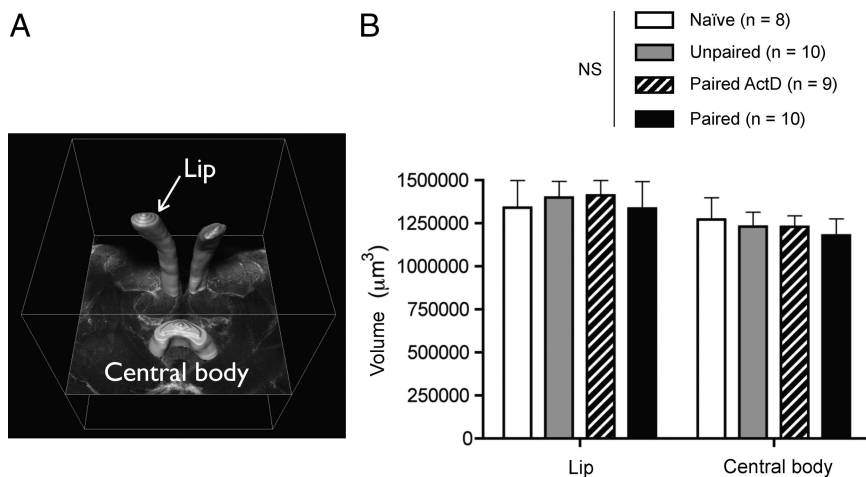 A
Lip
Central body
B
NS
Naïve (n = 8)
Unpaired (n = 10)
Paired ActD (n = 9)
Paired (n = 10)
Volume (μm³)
1500000
1250000
1000000
750000
500000
250000
0
Lip
Central body